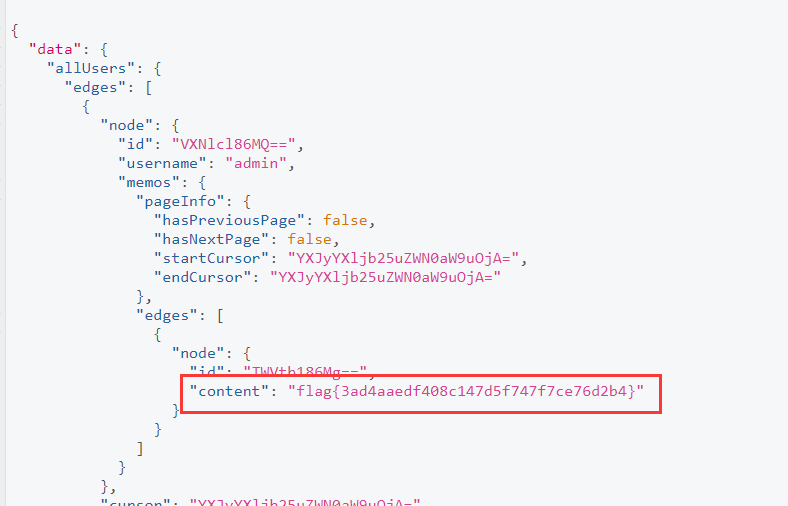 {
"data": {
"allUsers": {
"edges": [
{
"node": {
"id": "VXNlcl86MQ==",
"username": "admin",
"memos": {
"pageInfo": {
"hasPreviousPage": false,
"hasNextPage": false,
"startCursor": "YXJyYXljb25uZWN0aW9uOjA=",
"endCursor": "YXJyYXljb25uZWN0aW9uOjA="
},
"edges": [
{
"node": {
"id": "TWVtb186Mg==",
"content": "flag{3ad4aaedf408c147d5f747f7ce76d2b4}"
}
}
]
}
},
"cursor": "YXJyYXljb25uZWN0aW9uOjA="